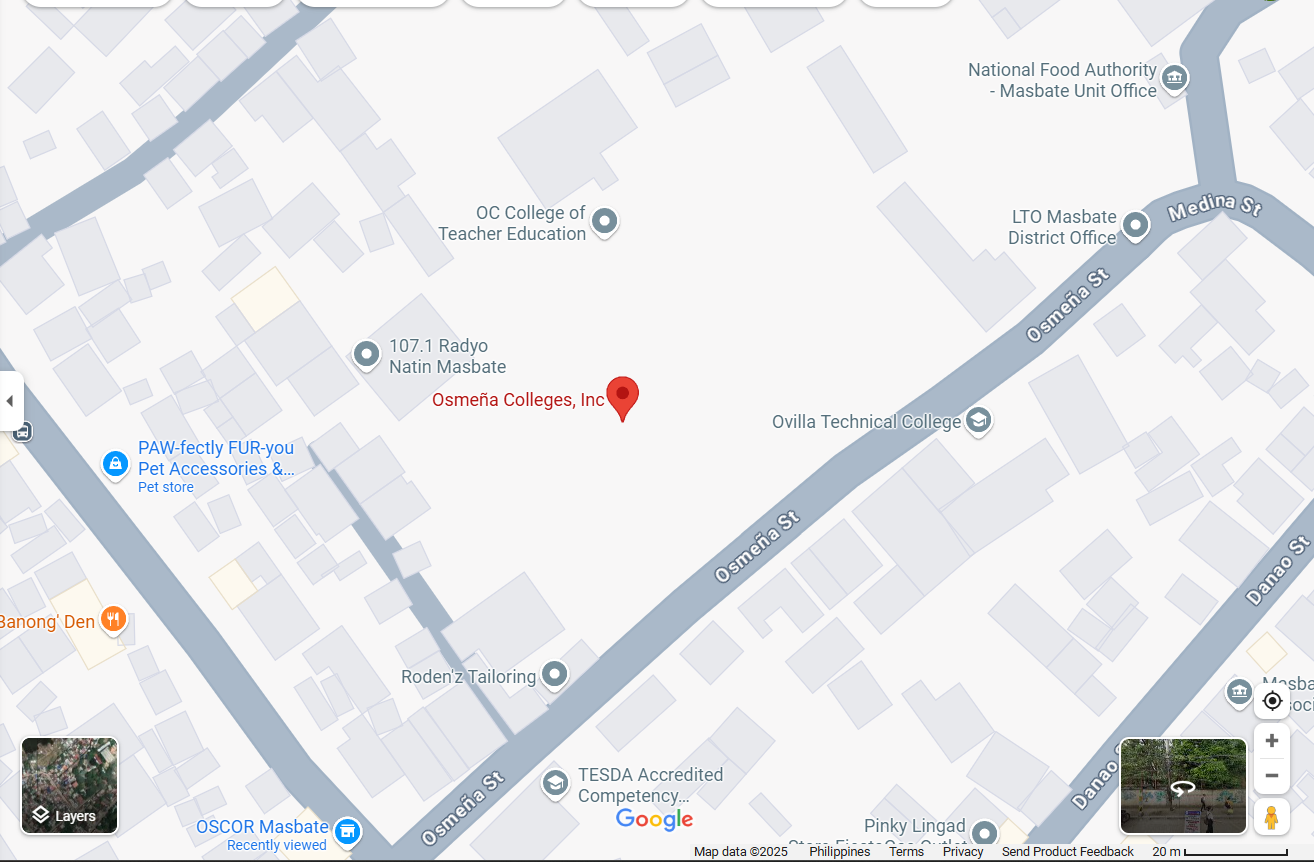 National Food Authority
- Masbate Unit Office
Medina St
OC College of
Teacher Education
LTO Masbate
District Office
Osmeña St
107.1 Radyo
Natin Masbate
Osmeña Colleges, Inc
Ovilla Technical College
PAW-fectly FUR-you
Pet Accessories &...
Pet store
Osmeña St
Danao St
Banong' Den
Roden'z Tailoring
Masba
soci
TESDA Accredited
Competency...
Osmeña St
Danao S
Layers
OSCOR Masbate
Recently viewed
Google
Pinky Lingad
Map data ©2025
Philippines
Terms
Privacy
Send Product Feedback
20 m